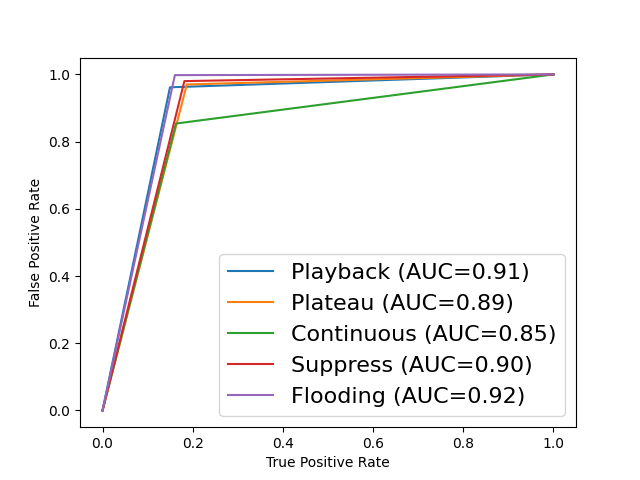 1.0
0.8
0.6
0.4
0.2
0.0
False Positive Rate
Playback (AUC=0.91)
Plateau (AUC=0.89)
Continuous (AUC=0.85)
Suppress (AUC=0.90)
Flooding (AUC=0.92)
0.0 0.2 0.4 0.6 0.8 1.0
True Positive Rate